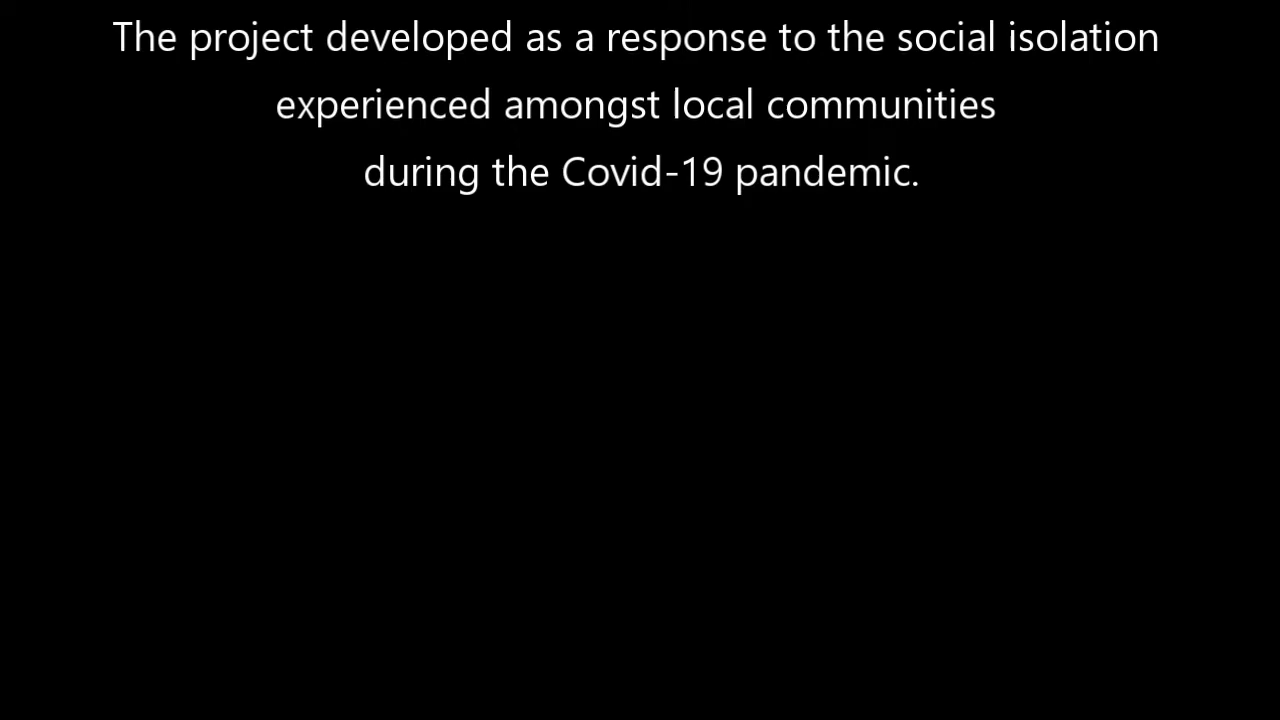 The project developed as a response to the social isolation
experienced amongst local communities
during the Covid-19 pandemic.